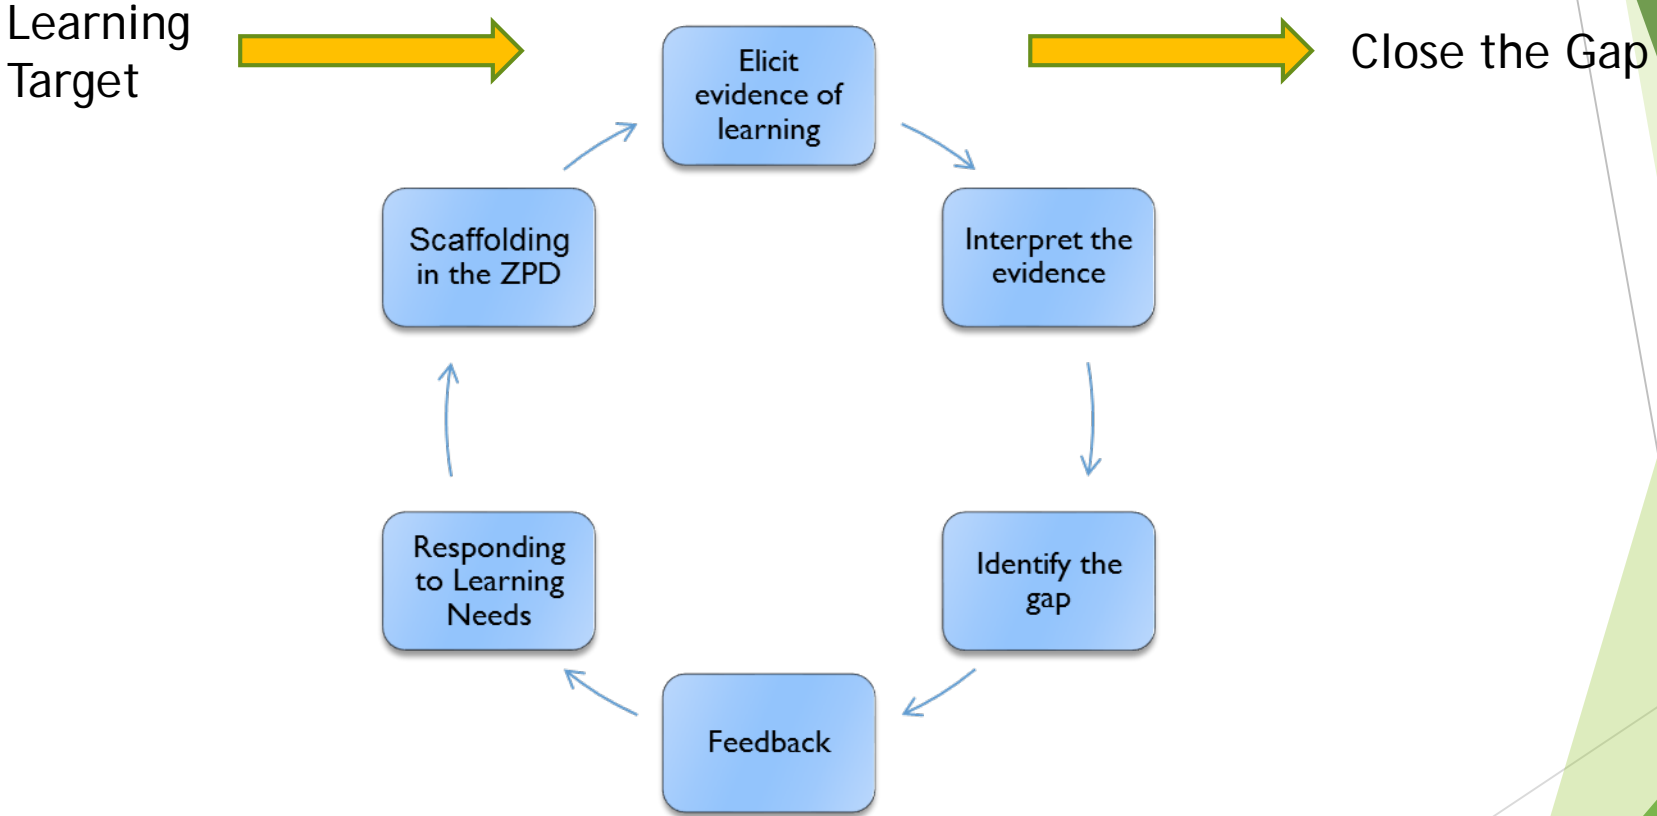 Learning
Target
Close the Gap
Elicit
evidence of
learning
Interpret the
evidence
Identify the
gap
Feedback
Responding
to Learning
Needs
Scaffolding
in the ZPD